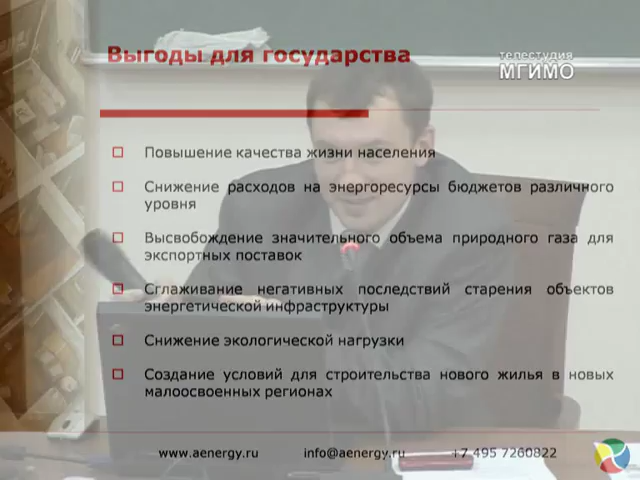 Выгоды для государства
телестудия
МГИМО
Повышение качества жизни населения
Снижение расходов на энергоресурсы бюджетов различного
уровня
Высвобождение значительного объема природного газа для
экспортных поставок
Сглаживание негативных последствий старения объектов
энергетической инфраструктуры
Снижение экологической нагрузки
Создание условий для строительства нового жилья в новых
малоосвоенных регионах
www.aenergy.ru info@aenergy.ru +7 495 7260822